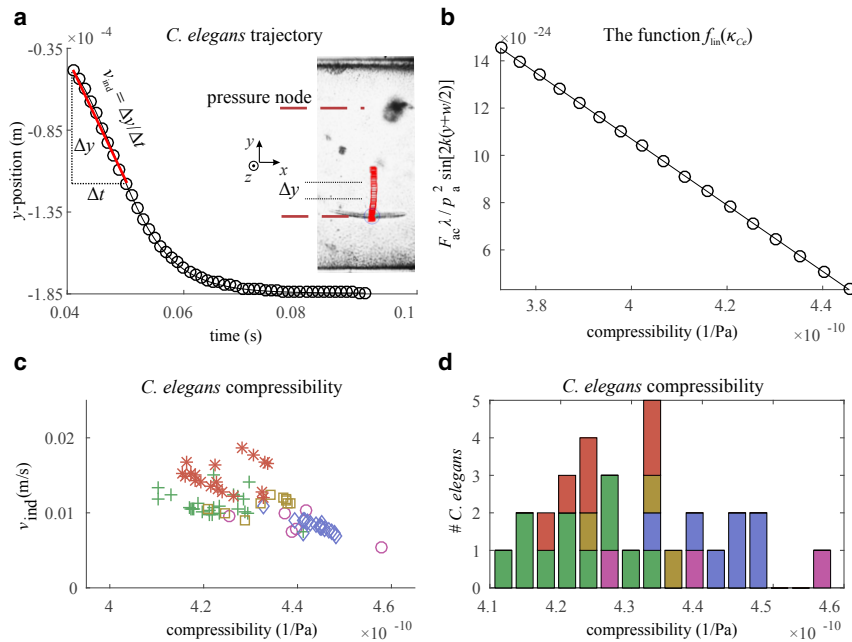 a
C. elegans trajectory
× 10⁻⁴
-0.35
-0.85
-1.35
-1.85
y-position (m)
0.04
0.06
0.08
0.1
time (s)
v_ind = Δy/Δt
Δy
Δt
pressure node
y
x
z
Δy
b
The function f_lin(κ_Ce)
× 10⁻²⁴
14
12
10
8
6
F_ac λ / p_a² sin[2k(y+w/2)]
3.8
4
4.2
4.4
compressibility (1/Pa)
× 10⁻¹⁰
c
C. elegans compressibility
0.02
0.01
0
v_ind(m/s)
4
4.2
4.4
4.6
compressibility (1/Pa)
× 10⁻¹⁰
d
C. elegans compressibility
5
4
3
2
1
0
# C. elegans
4.1
4.2
4.3
4.4
4.5
4.6
compressibility (1/Pa)
× 10⁻¹⁰